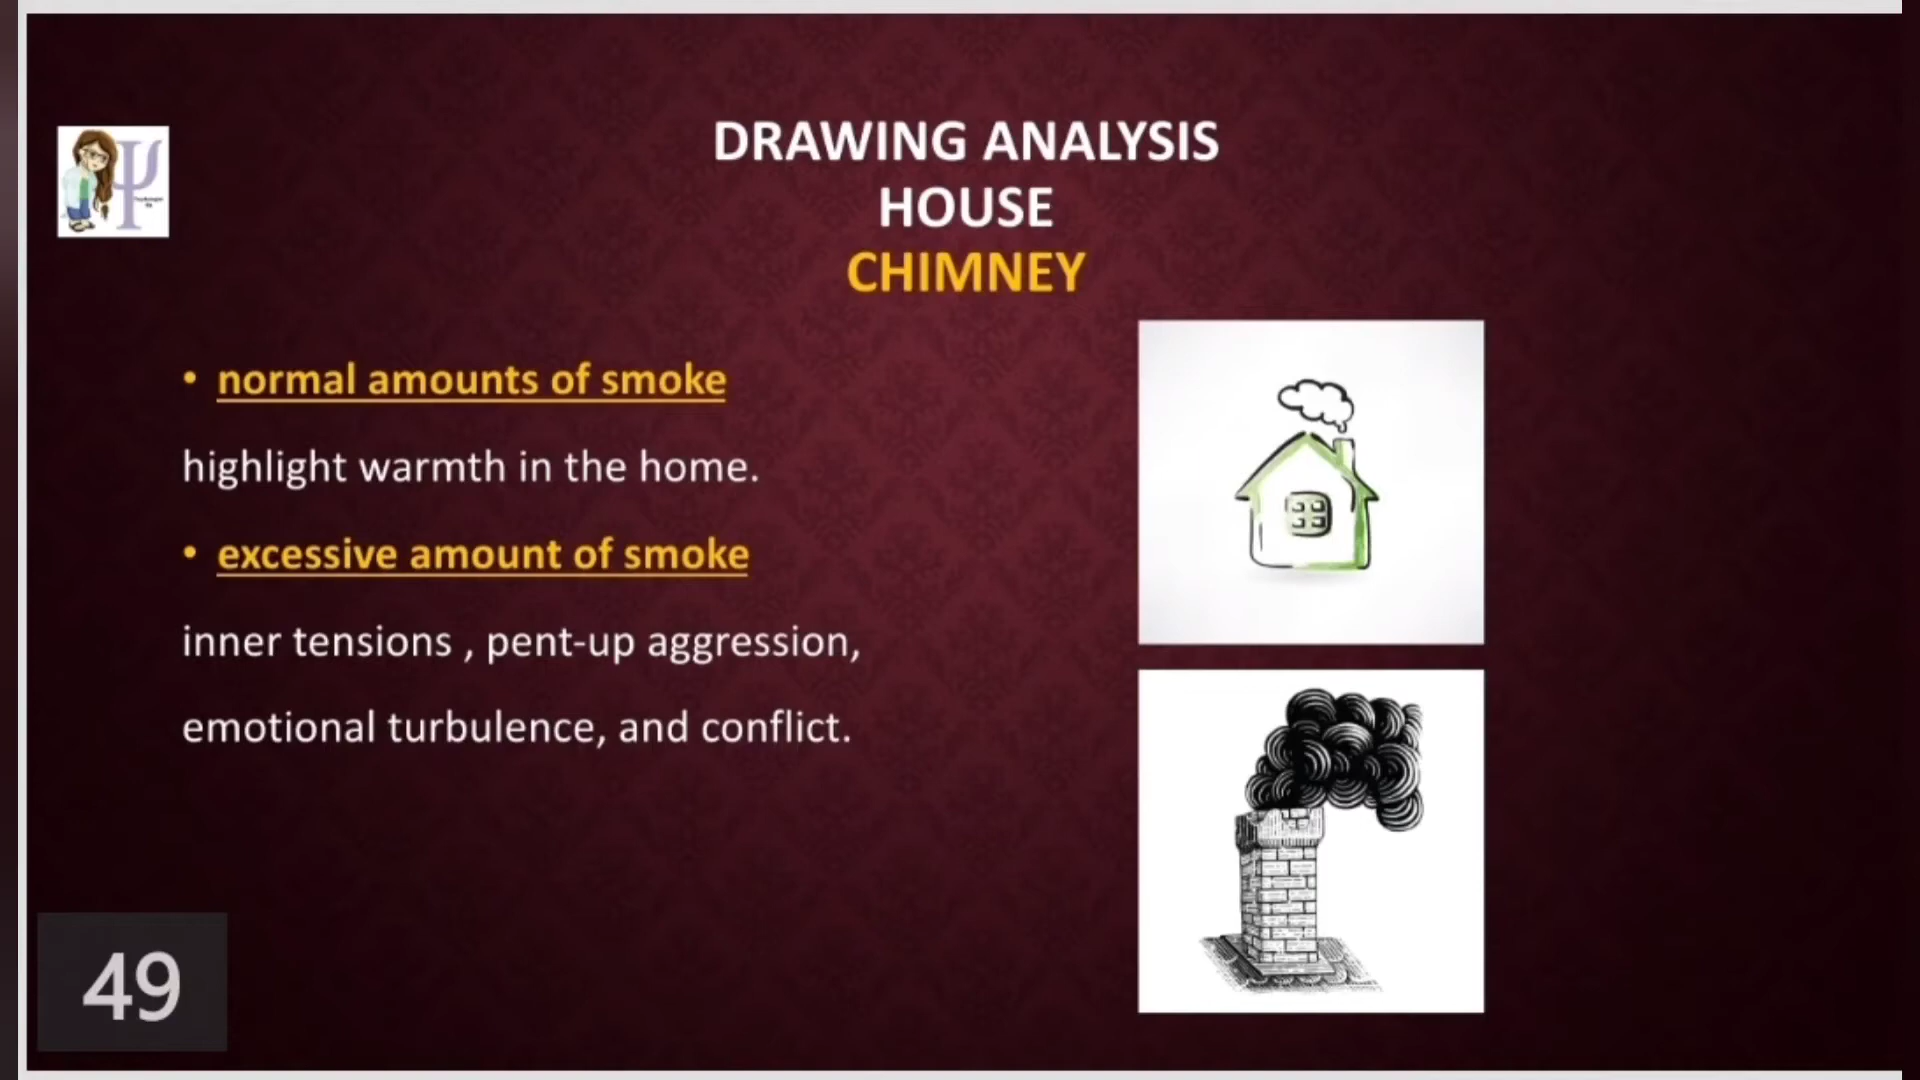 DRAWING ANALYSIS
HOUSE
CHIMNEY
• normal amounts of smoke
highlight warmth in the home.
• excessive amount of smoke
inner tensions , pent-up aggression,
emotional turbulence, and conflict.
49